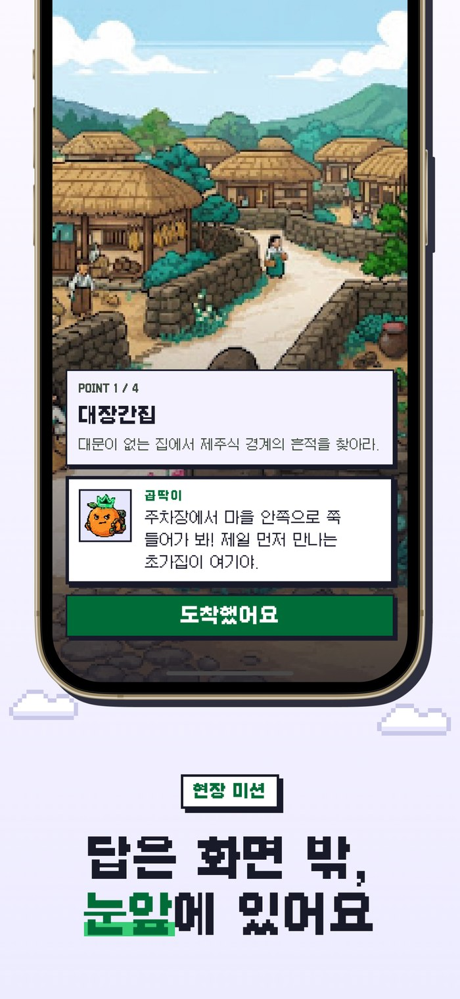 POINT 1 / 4
대장간집
대문이 없는 집에서 제주식 경계의 흔적을 찾아라.
곱딱이
주차장에서 마을 안쪽으로 쭉
들어가 봐! 제일 먼저 만나는
초가집이 여기야.
도착했어요
현장 미션
답은 화면 밖,
눈앞에 있어요